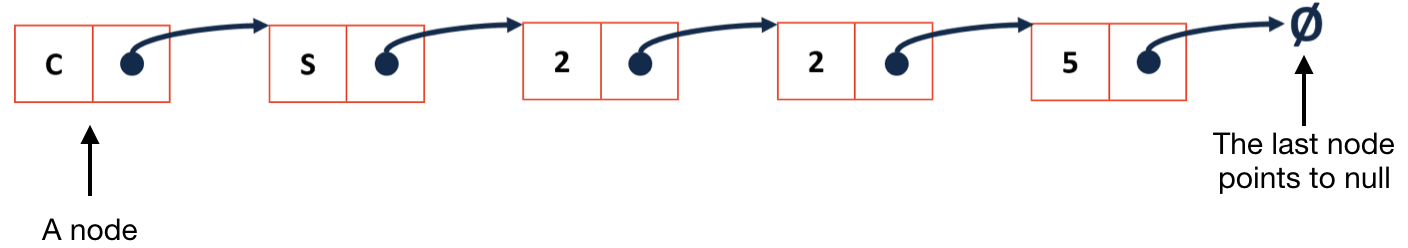 C S 2 2 5 Ø
The last node
points to null
A node